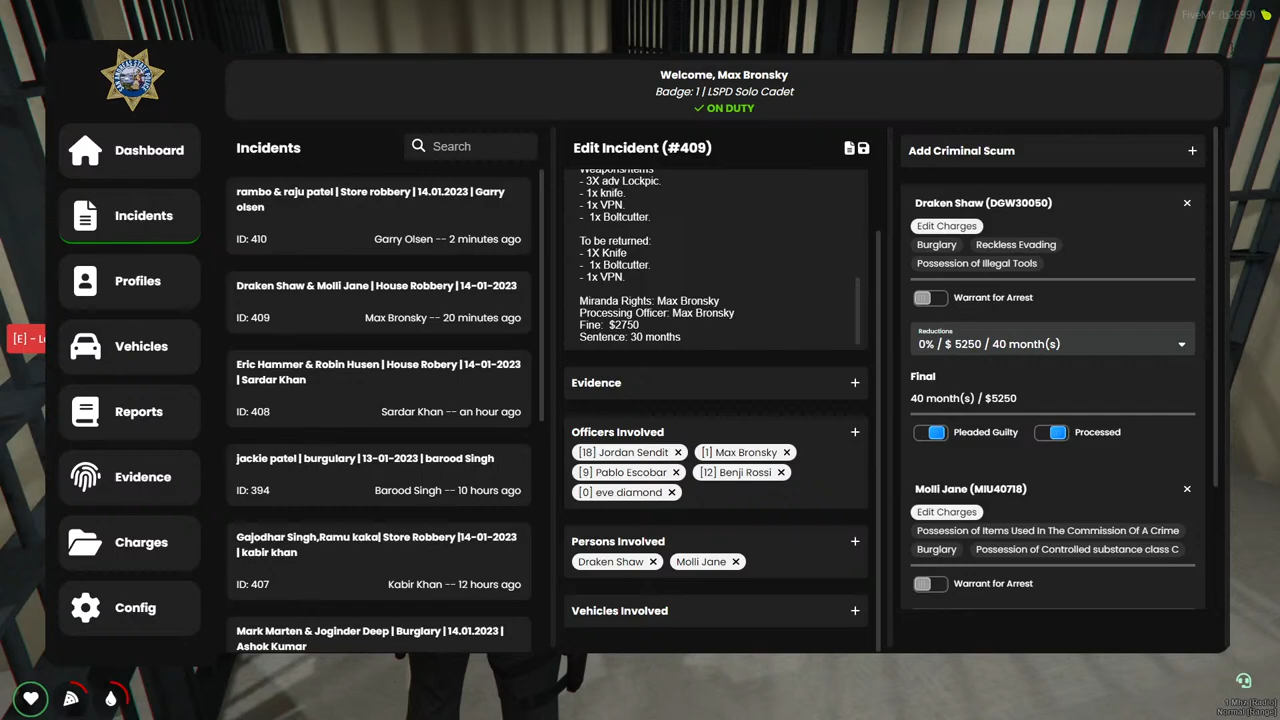 FiveM* (b2699)
Welcome, Max Bronsky
Badge: 1 | LSPD Solo Cadet
✓ ON DUTY
Dashboard
Incidents
Profiles
Vehicles
Reports
Evidence
Charges
Config
[E] - L
Incidents
Search
rambo & raju patel | Store robbery | 14.01.2023 | Garry
olsen
ID: 410
Garry Olsen -- 2 minutes ago
Draken Shaw & Molli Jane | House Robbery | 14-01-2023
ID: 409
Max Bronsky -- 20 minutes ago
Eric Hammer & Robin Husen | House Robery | 14-01-2023
| Sardar Khan
ID: 408
Sardar Khan -- an hour ago
jackie patel | burgulary | 13-01-2023 | barood Singh
ID: 394
Barood Singh -- 10 hours ago
Gajodhar Singh,Ramu kaka| Store Robbery |14-01-2023
| kabir khan
ID: 407
Kabir Khan -- 12 hours ago
Mark Marten & Joginder Deep | Burglary | 14.01.2023 |
Ashok Kumar
Edit Incident (#409)
Weapons/Items
- 3X adv Lockpic.
- 1x knife.
- 1x VPN.
- 1x Boltcutter.
To be returned:
- 1X Knife
- 1x Boltcutter.
- 1x VPN.
Miranda Rights: Max Bronsky
Processing Officer: Max Bronsky
Fine: $2750
Sentence: 30 months
Evidence +
Officers Involved +
[18] Jordan Sendit ×
[1] Max Bronsky ×
[9] Pablo Escobar ×
[12] Benji Rossi ×
[0] eve diamond ×
Persons Involved +
Draken Shaw ×
Molli Jane ×
Vehicles Involved +
Add Criminal Scum +
Draken Shaw (DGW30050) ×
Edit Charges
Burglary
Reckless Evading
Possession of Illegal Tools
Warrant for Arrest
Reductions
0% / $ 5250 / 40 month(s)
Final
40 month(s) / $5250
Pleaded Guilty
Processed
Molli Jane (MIU40718) ×
Edit Charges
Possession of Items Used In The Commission Of A Crime
Burglary
Possession of Controlled substance class C
Warrant for Arrest
1 Mhz (Radio)
Normal (Range)